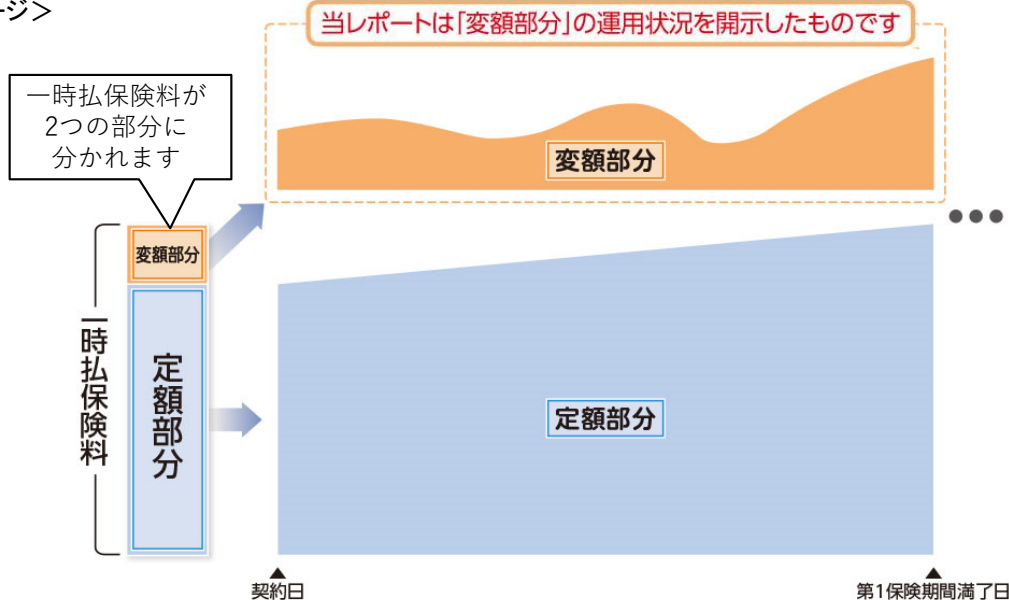 ージ＞
当レポートは「変額部分」の運用状況を開示したものです
一時払保険料が
2つの部分に
分かれます
変額部分
変額部分
一時払保険料
定額部分
定額部分
●●●
▲
契約日
▲
第1保険期間満了日